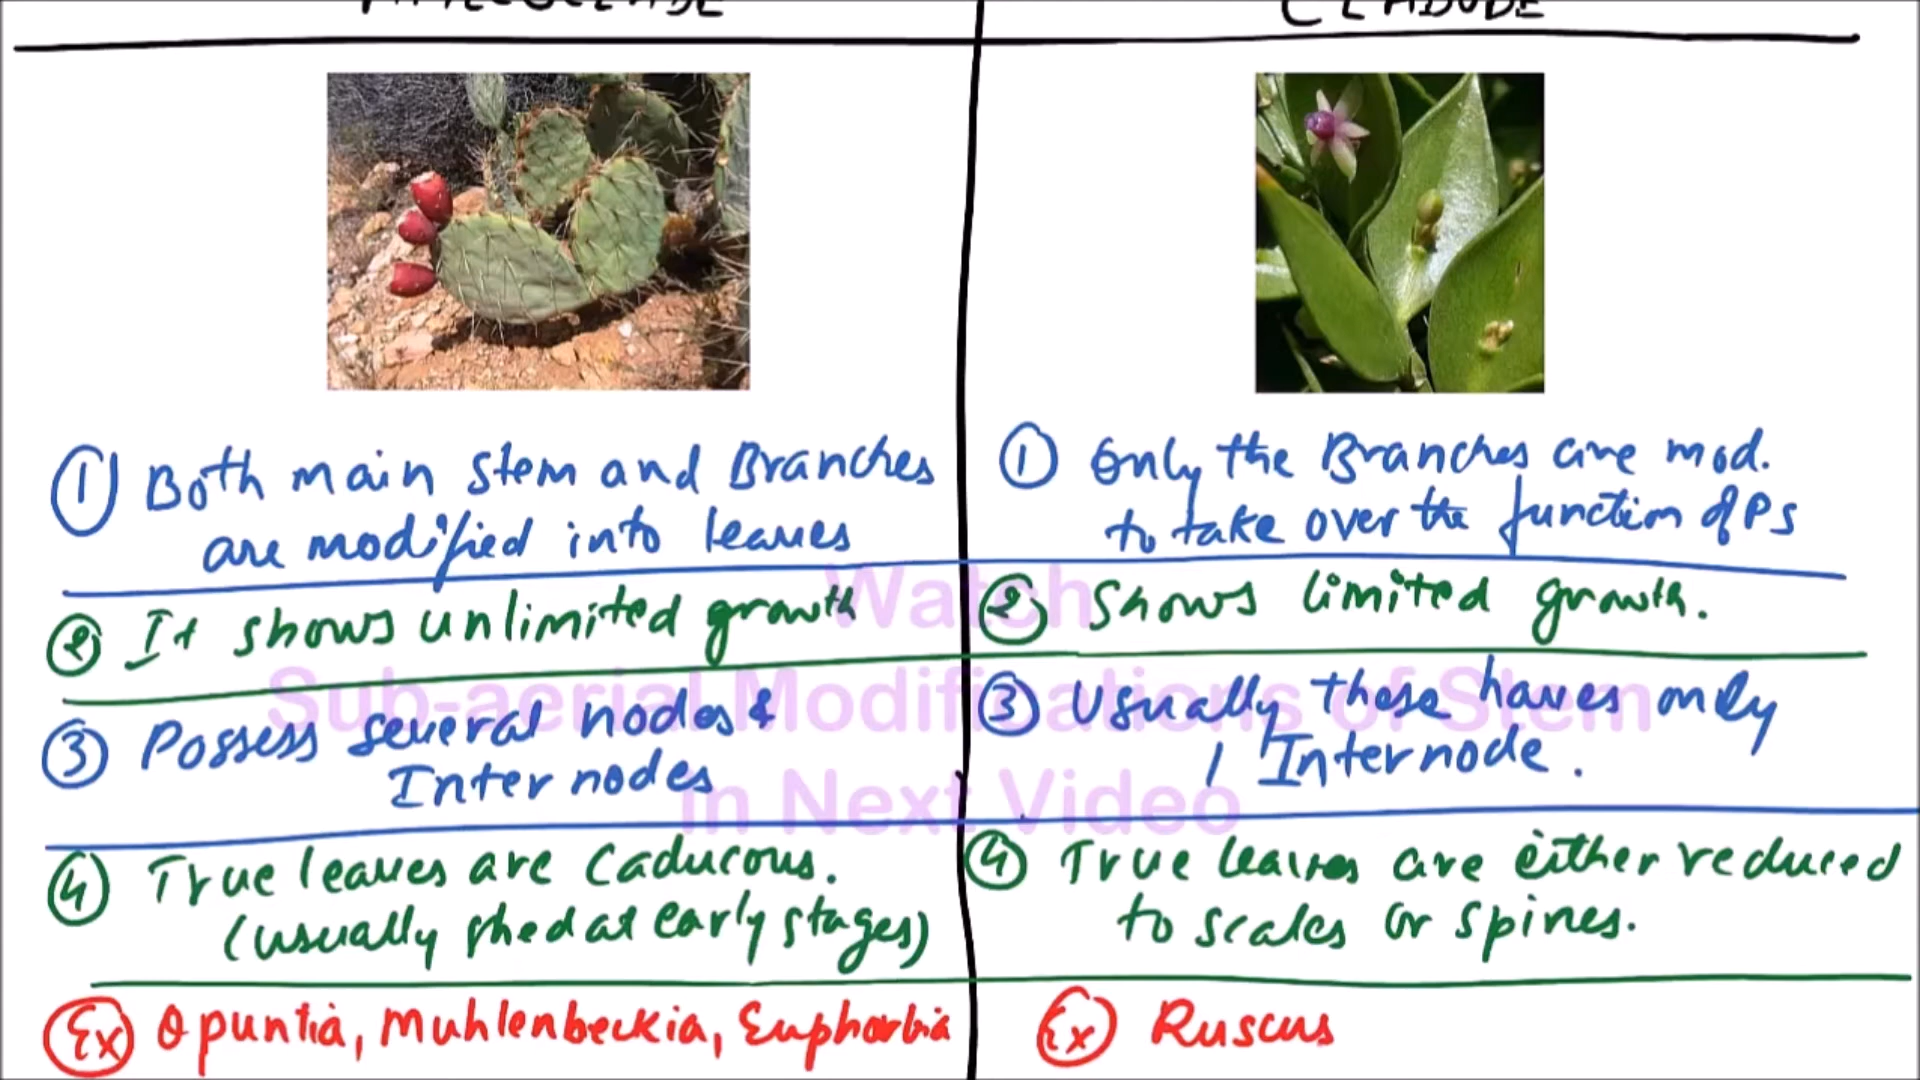 PHYLLOCLADE
CLADODE
① Both main stem and Branches
are modified into leaves
① Only the Branches are mod.
to take over the function of PS
② It shows unlimited growth
② Shows limited growth.
③ Possess several nodes &
Inter nodes
③ Usually these haves only
1 Internode.
④ True leaves are Caducous.
(usually shed at early stages)
④ True leaves are either reduced
to scales or spines.
Ex Opuntia, Muhlenbeckia, Euphorbia
Ex Ruscus
Watch
Sub-aerial Modifications of Stem
in Next Video